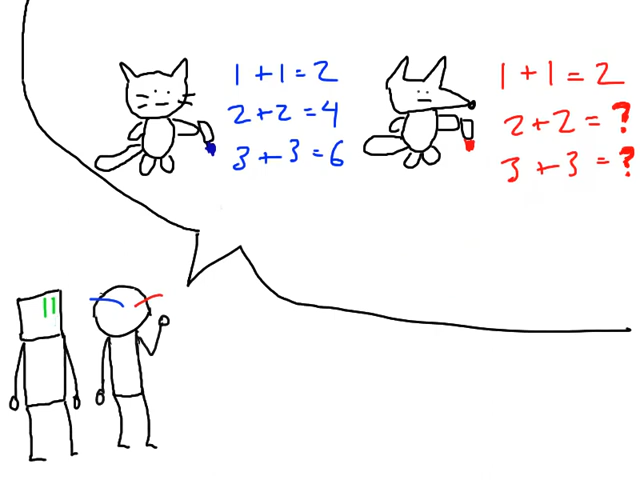 1 + 1 = 2
2 + 2 = 4
3 + 3 = 6
1 + 1 = 2
2 + 2 = ?
3 + 3 = ?